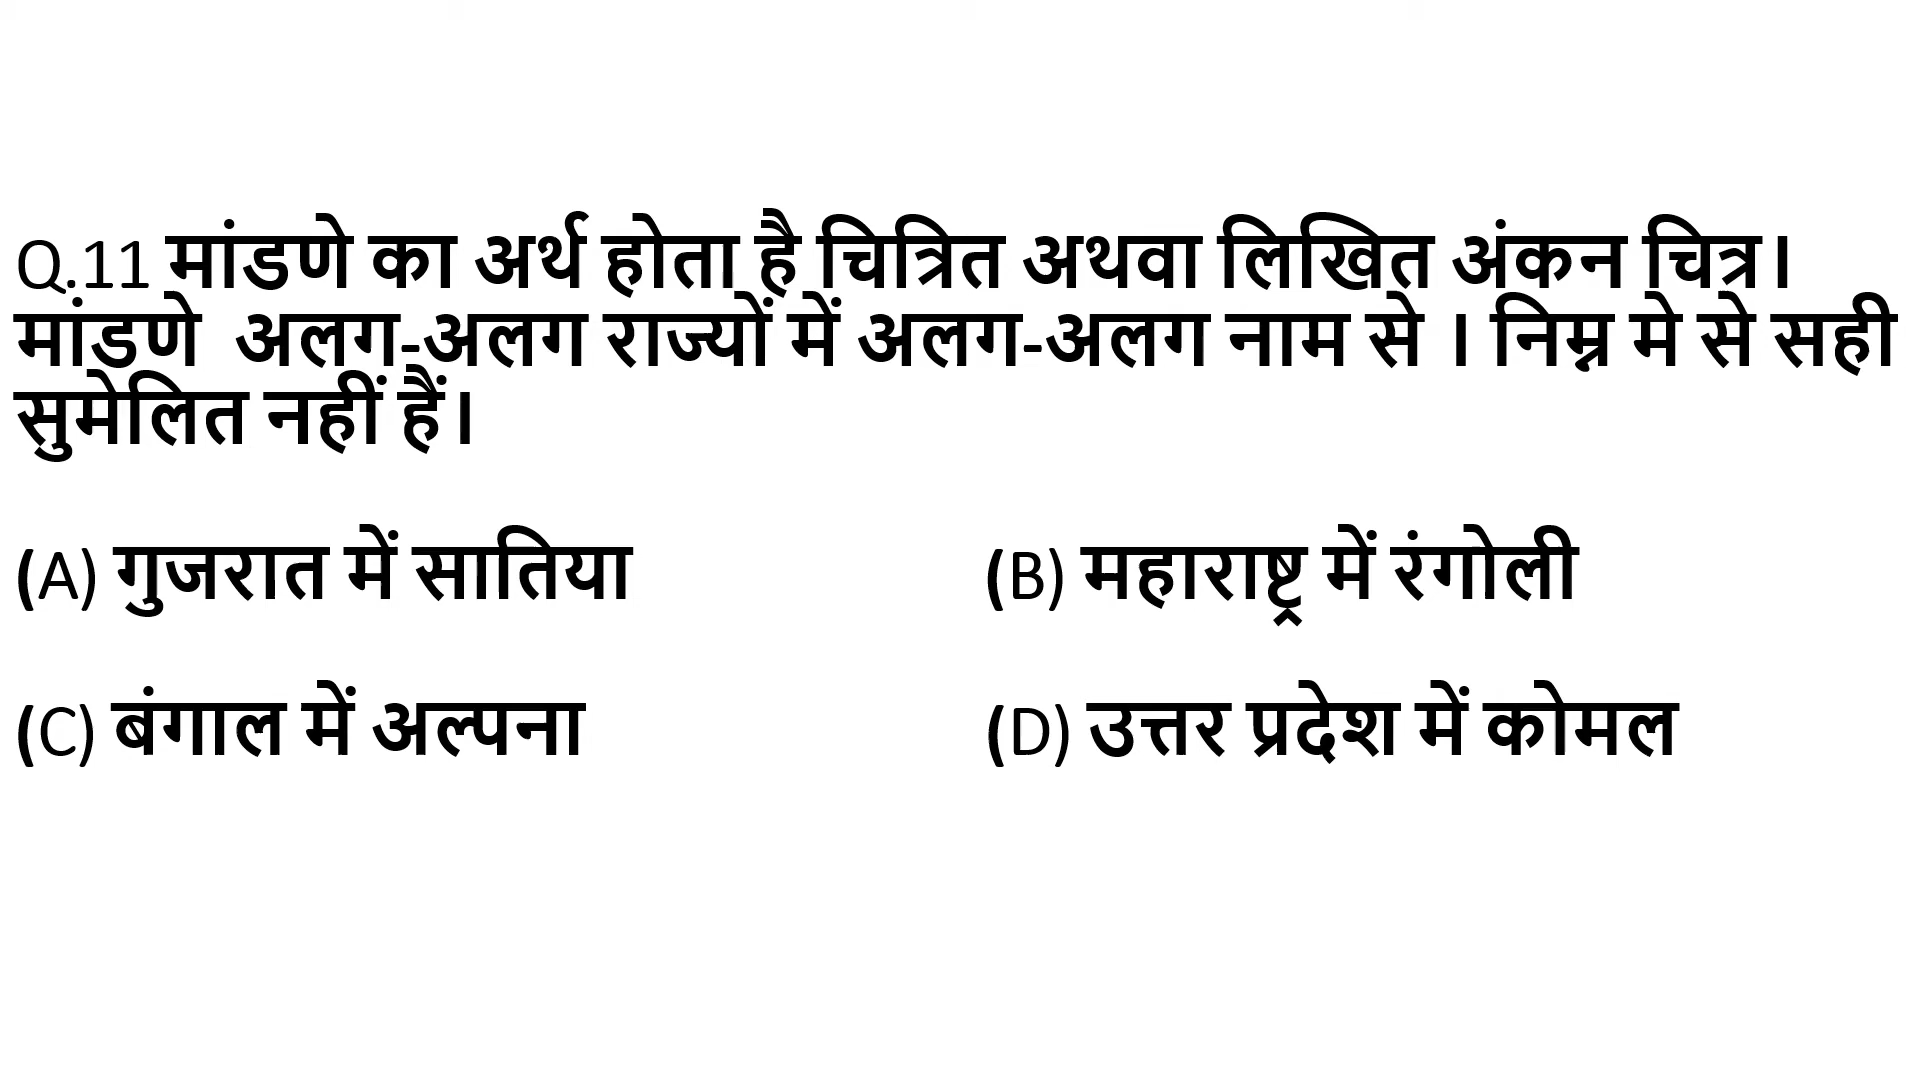 Q.11 मांडणे का अर्थ होता है चित्रित अथवा लिखित अंकन चित्र।
मांडणे अलग-अलग राज्यों में अलग-अलग नाम से । निम्न मे से सही
सुमेलित नहीं हैं।
(A) गुजरात में सातिया (B) महाराष्ट्र में रंगोली
(C) बंगाल में अल्पना (D) उत्तर प्रदेश में कोमल